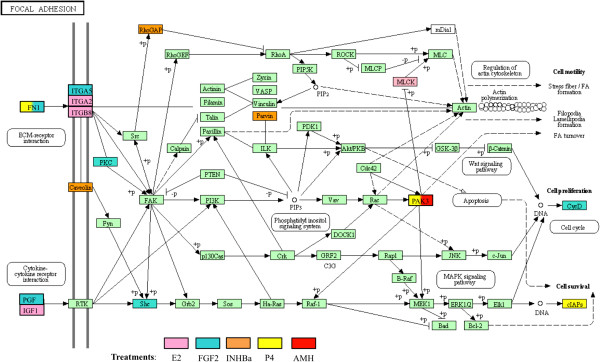 FOCAL ADHESION
RhoGAP
+p
RhoGEF
RhoA
ROCK
mDia1
MLC
MLCP
PIP5K
PIP2
MLCK
Regulation of
actin cytoskeleton
Cell motility
Stress fiber / FA
formation
Actin
polymerization
Filopodia
Lamellipodia
formation
FA turnover
Actin
ITGA5
ITGA2
ITGB8
FN1
ECM-receptor
interaction
Actinin
Filamin
Talin
Paxillin
Zyxin
VASP
Vinculin
Parvin
ILK
Src
Calpain
PKC
PDK1
Akt/PKB
GSK-3β
β-Catenin
Wnt signaling
pathway
Cdc42
PTEN
-p
FAK
PI3K
PIPs
Vav
Rac
PAK
Apoptosis
Caveolin
Fyn
Phosphatidyl inositol
signaling system
DOCK1
Cell proliferation
DNA
CycD
Cell cycle
p130Cas
Crk
GRF2
C3G
Rap1
JNK
c-Jun
B-Raf
MAPK signaling
pathway
Cytokine-
cytokine receptor
interaction
PGF
IGF1
RTK
Shc
Grb2
Sos
Ha-Ras
Raf-1
MEK1
ERK1/2
Elk1
DNA
cIAPs
Cell survival
Bad
Bcl-2
Treatments:
E2
FGF2
INHBa
P4
AMH